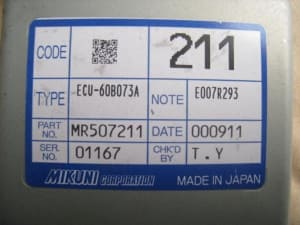 CODE 211
TYPE ECU-60B073A NOTE E007R293
PART NO. MR507211 DATE 000911
SER. NO. 01167 CHK'D BY T.Y
MIKUNI CORPORATION MADE IN JAPAN